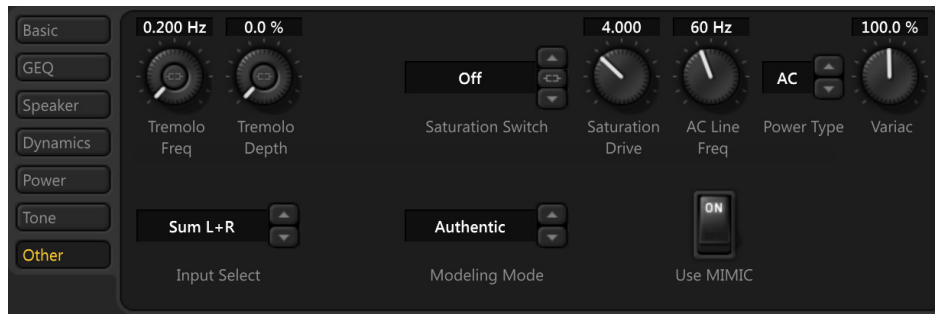 Basic
GEQ
Speaker
Dynamics
Power
Tone
Other
0.200 Hz 0.0 % 4.000 60 Hz 100.0 %
Off AC
Tremolo Tremolo Saturation Switch Saturation AC Line Power Type Variac
Freq Depth Drive Freq
ON
Sum L+R Authentic
Input Select Modeling Mode Use MIMIC